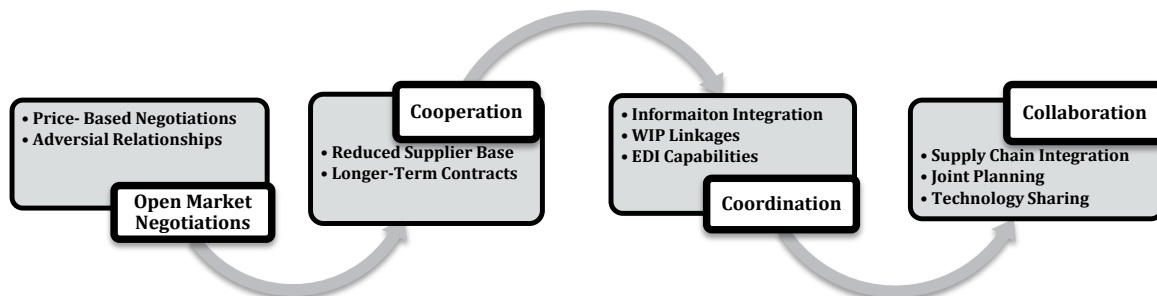 • Price- Based Negotiations
• Adversial Relationships
Open Market
Negotiations
Cooperation
• Reduced Supplier Base
• Longer-Term Contracts
• Informaiton Integration
• WIP Linkages
• EDI Capabilities
Coordination
Collaboration
• Supply Chain Integration
• Joint Planning
• Technology Sharing